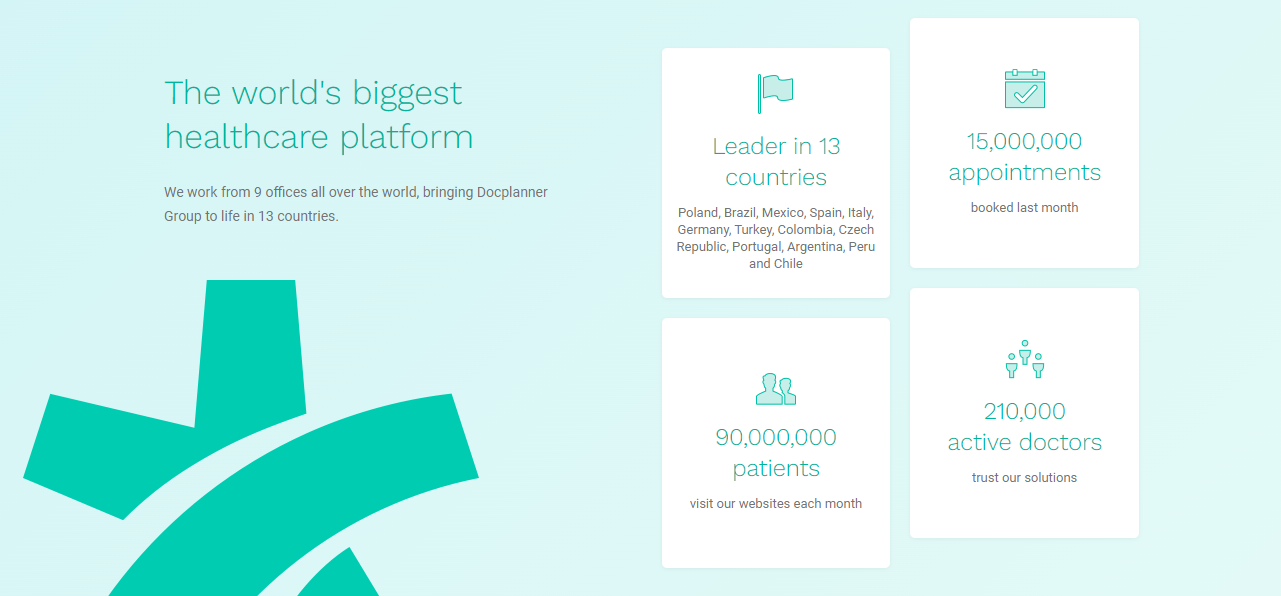 The world's biggest
healthcare platform
We work from 9 offices all over the world, bringing Docplanner
Group to life in 13 countries.
Leader in 13
countries
Poland, Brazil, Mexico, Spain, Italy,
Germany, Turkey, Colombia, Czech
Republic, Portugal, Argentina, Peru
and Chile
15,000,000
appointments
booked last month
90,000,000
patients
visit our websites each month
210,000
active doctors
trust our solutions